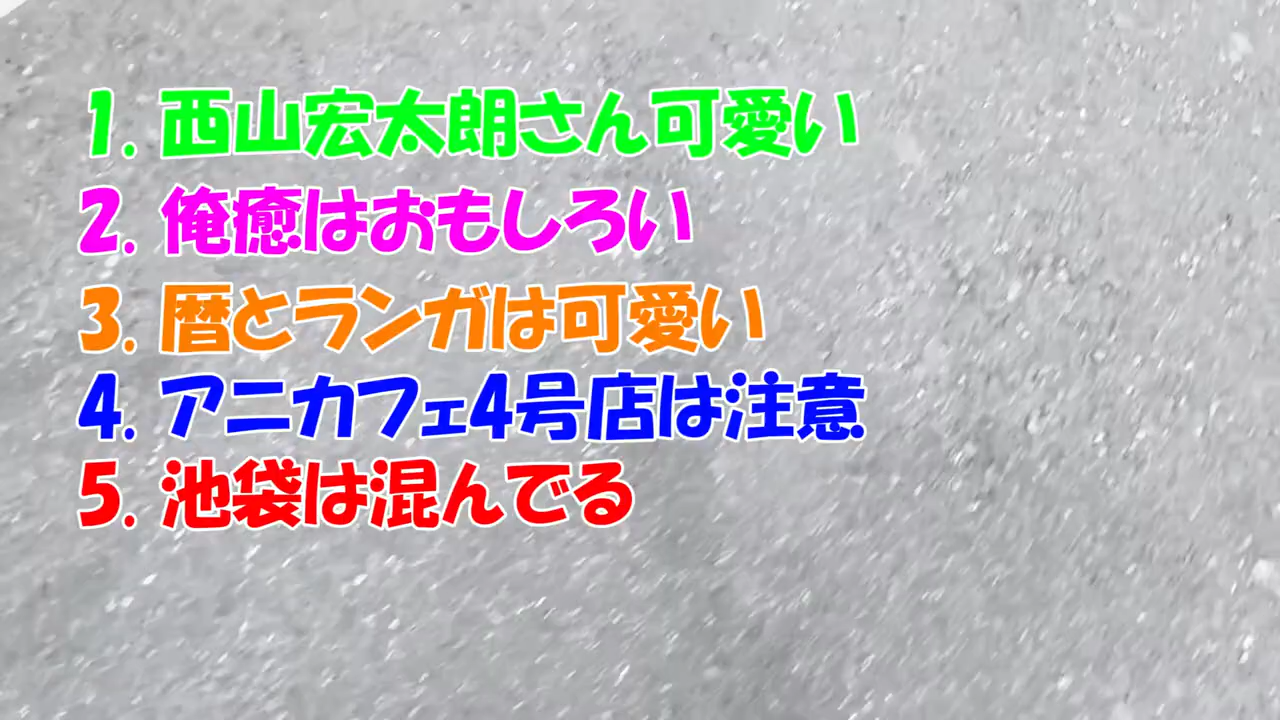 1. 西山宏太朗さん可愛い
2. 俺癒はおもしろい
3. 暦とランガは可愛い
4. アニカフェ4号店は注意
5. 池袋は混んでる